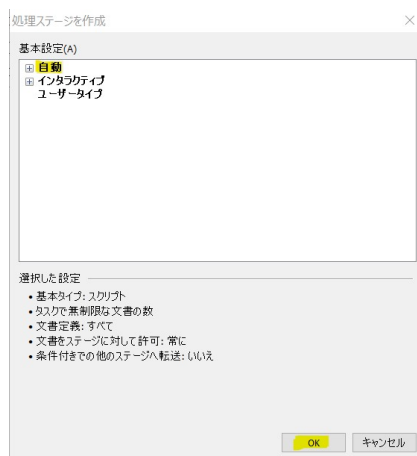 処理ステージを作成
基本設定(A)
自動
インタラクティブ
ユーザータイプ
選択した設定
• 基本タイプ: スクリプト
• タスクで無制限な文書の数
• 文書定義: すべて
• 文書をステージに対して許可: 常に
• 条件付きでの他のステージへ転送: いいえ
OK
キャンセル